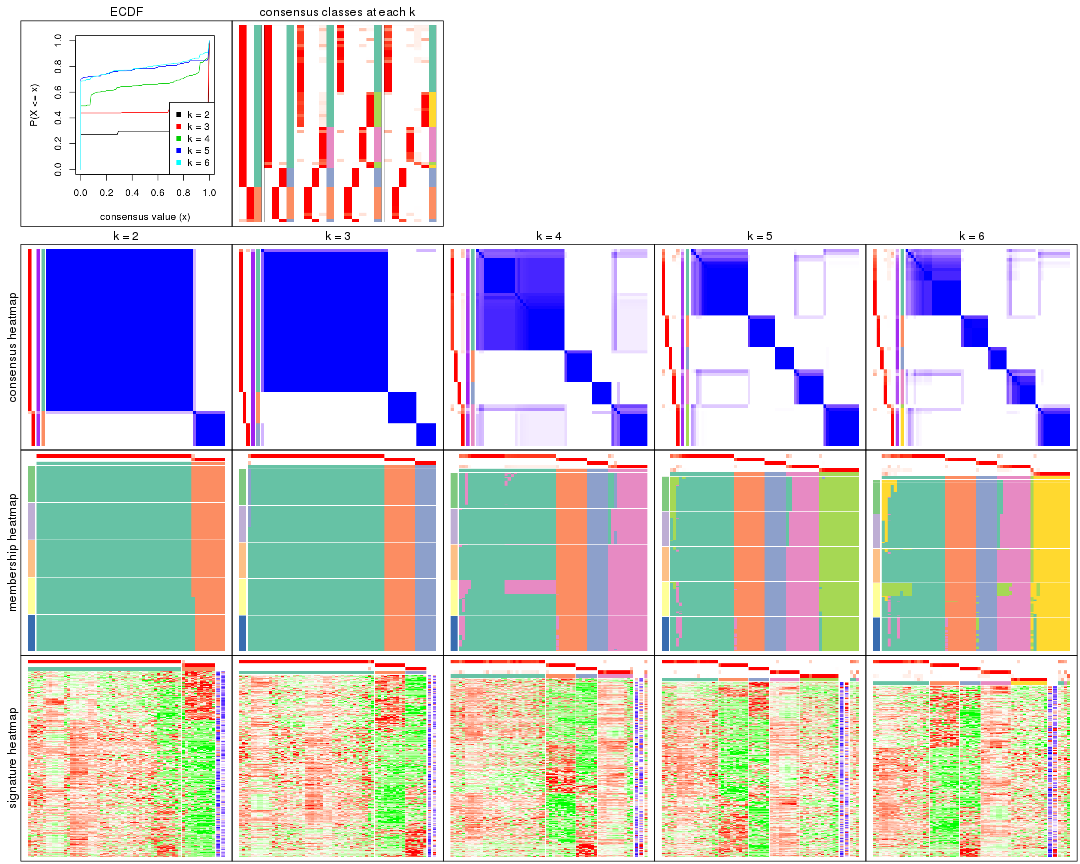 ECDF
consensus classes at each k
P(X <= x)
1.0
0.8
0.6
0.4
0.2
0.0
k = 2
k = 3
k = 4
k = 5
k = 6
0.0 0.2 0.4 0.6 0.8 1.0
consensus value (x)
k = 2
k = 3
k = 4
k = 5
k = 6
consensus heatmap
membership heatmap
signature heatmap